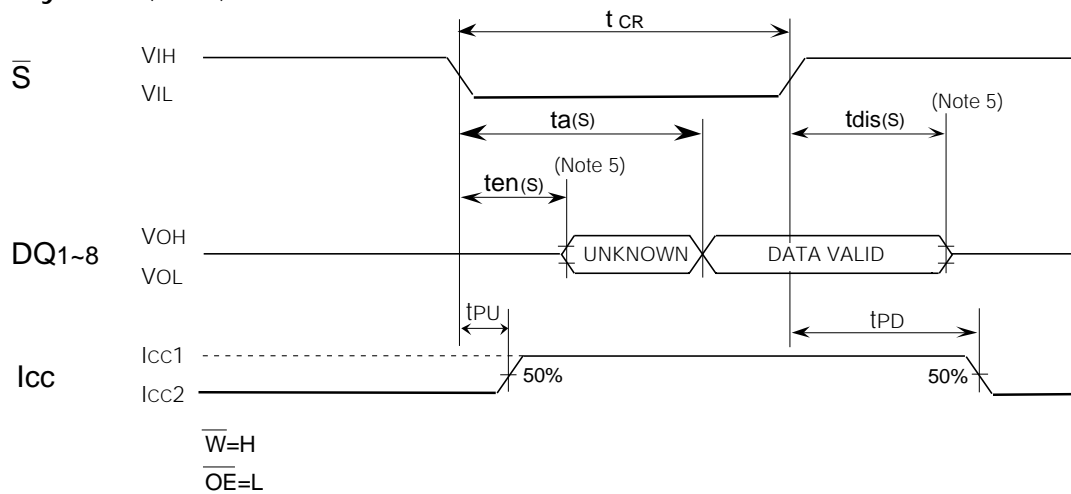 t CR
VIH
S̅
VIL
(Note 5)
ta(S)
tdis(S)
(Note 5)
ten(S)
VOH
DQ1~8
UNKNOWN
DATA VALID
VOL
tPU
tPD
Icc1
Icc
50%
50%
Icc2
W̅=H
O̅E̅=L